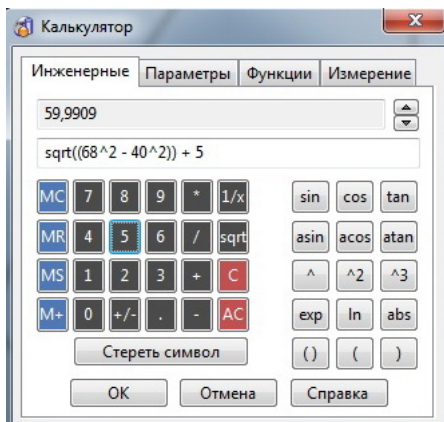 Калькулятор
Инженерные Параметры Функции Измерение
59,9909
sqrt((68^2 - 40^2)) + 5
MC 7 8 9 * 1/x sin cos tan
MR 4 5 6 / sqrt asin acos atan
MS 1 2 3 + C ^ ^2 ^3
M+ 0 +/- . - AC exp ln abs
Стереть символ () ( )
ОК Отмена Справка